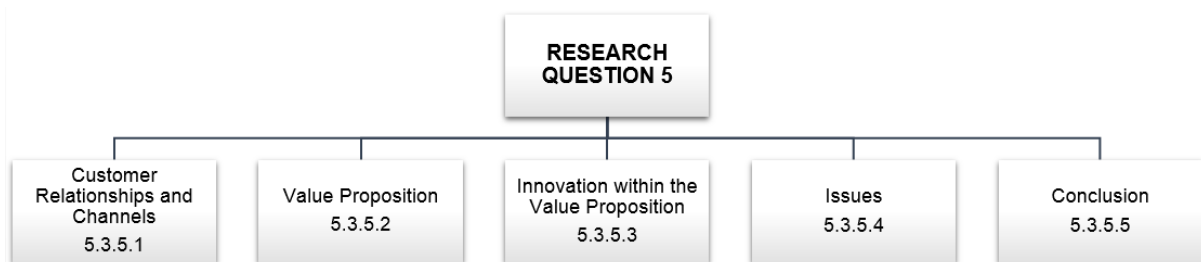 RESEARCH
QUESTION 5
Customer
Relationships and
Channels
5.3.5.1
Value Proposition
5.3.5.2
Innovation within the
Value Proposition
5.3.5.3
Issues
5.3.5.4
Conclusion
5.3.5.5